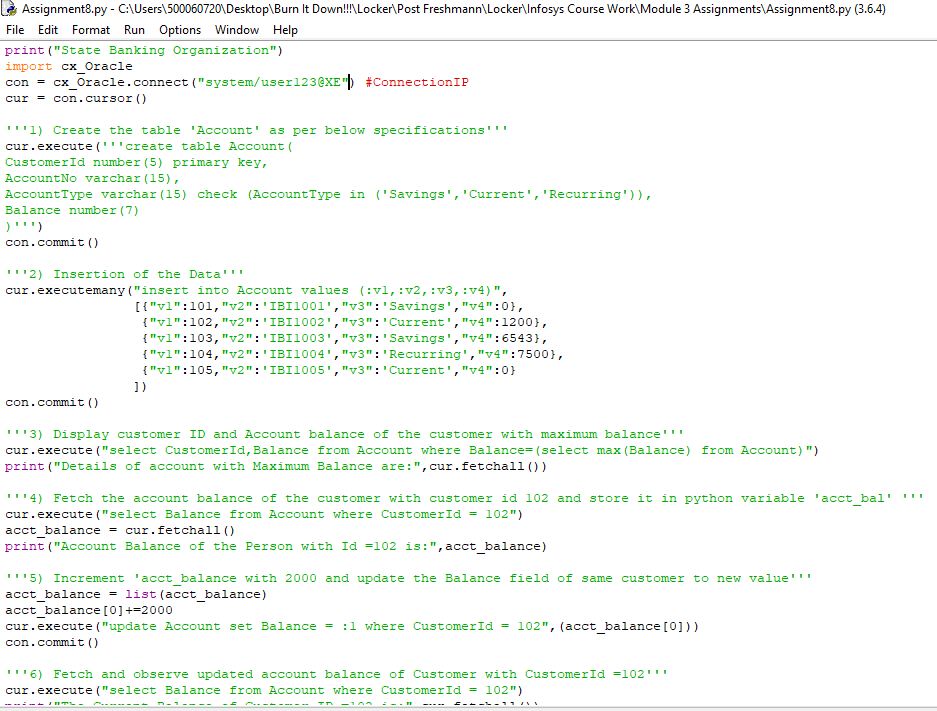 Assignment8.py - C:\Users\500060720\Desktop\Burn It Down!!!\Locker\Post Freshmann\Locker\Infosys Course Work\Module 3 Assignments\Assignment8.py (3.6.4)
File Edit Format Run Options Window Help
print("State Banking Organization")
import cx_Oracle
con = cx_Oracle.connect("system/user123@XE") #ConnectionIP
cur = con.cursor()
'''1) Create the table 'Account' as per below specifications'''
cur.execute('''create table Account(
CustomerId number(5) primary key,
AccountNo varchar(15),
AccountType varchar(15) check (AccountType in ('Savings','Current','Recurring')),
Balance number(7)
)''')
con.commit()
'''2) Insertion of the Data'''
cur.executemany("insert into Account values (:v1,:v2,:v3,:v4)",
[{"v1":101,"v2":'IBI1001',"v3":'Savings',"v4":0},
{"v1":102,"v2":'IBI1002',"v3":'Current',"v4":1200},
{"v1":103,"v2":'IBI1003',"v3":'Savings',"v4":6543},
{"v1":104,"v2":'IBI1004',"v3":'Recurring',"v4":7500},
{"v1":105,"v2":'IBI1005',"v3":'Current',"v4":0}
])
con.commit()
'''3) Display customer ID and Account balance of the customer with maximum balance'''
cur.execute("select CustomerId,Balance from Account where Balance=(select max(Balance) from Account)")
print("Details of account with Maximum Balance are:",cur.fetchall())
'''4) Fetch the account balance of the customer with customer id 102 and store it in python variable 'acct_bal' '''
cur.execute("select Balance from Account where CustomerId = 102")
acct_balance = cur.fetchall()
print("Account Balance of the Person with Id =102 is:",acct_balance)
'''5) Increment 'acct_balance with 2000 and update the Balance field of same customer to new value'''
acct_balance = list(acct_balance)
acct_balance[0]+=2000
cur.execute("update Account set Balance = :1 where CustomerId = 102",(acct_balance[0]))
con.commit()
'''6) Fetch and observe updated account balance of Customer with CustomerId =102'''
cur.execute("select Balance from Account where CustomerId = 102")
print("The Current Balance of Customer ID =102 is:",cur.fetchall())